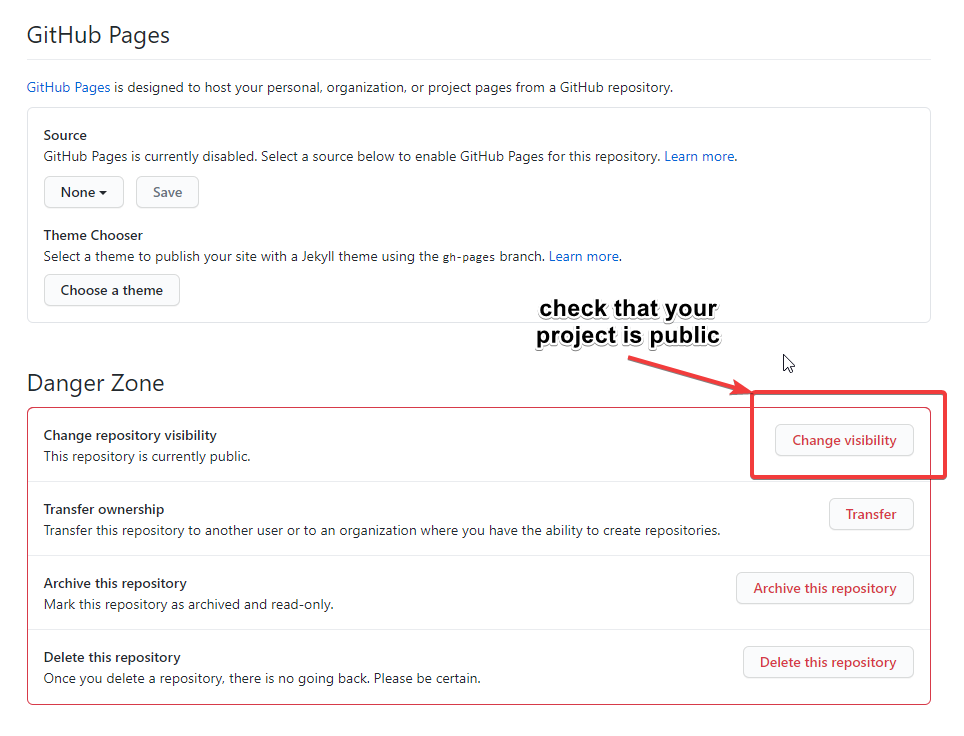 GitHub Pages
GitHub Pages is designed to host your personal, organization, or project pages from a GitHub repository.
Source
GitHub Pages is currently disabled. Select a source below to enable GitHub Pages for this repository. Learn more.
None Save
Theme Chooser
Select a theme to publish your site with a Jekyll theme using the gh-pages branch. Learn more.
Choose a theme
check that your
project is public
Danger Zone
Change repository visibility
This repository is currently public.
Change visibility
Transfer ownership
Transfer this repository to another user or to an organization where you have the ability to create repositories.
Transfer
Archive this repository
Mark this repository as archived and read-only.
Archive this repository
Delete this repository
Once you delete a repository, there is no going back. Please be certain.
Delete this repository